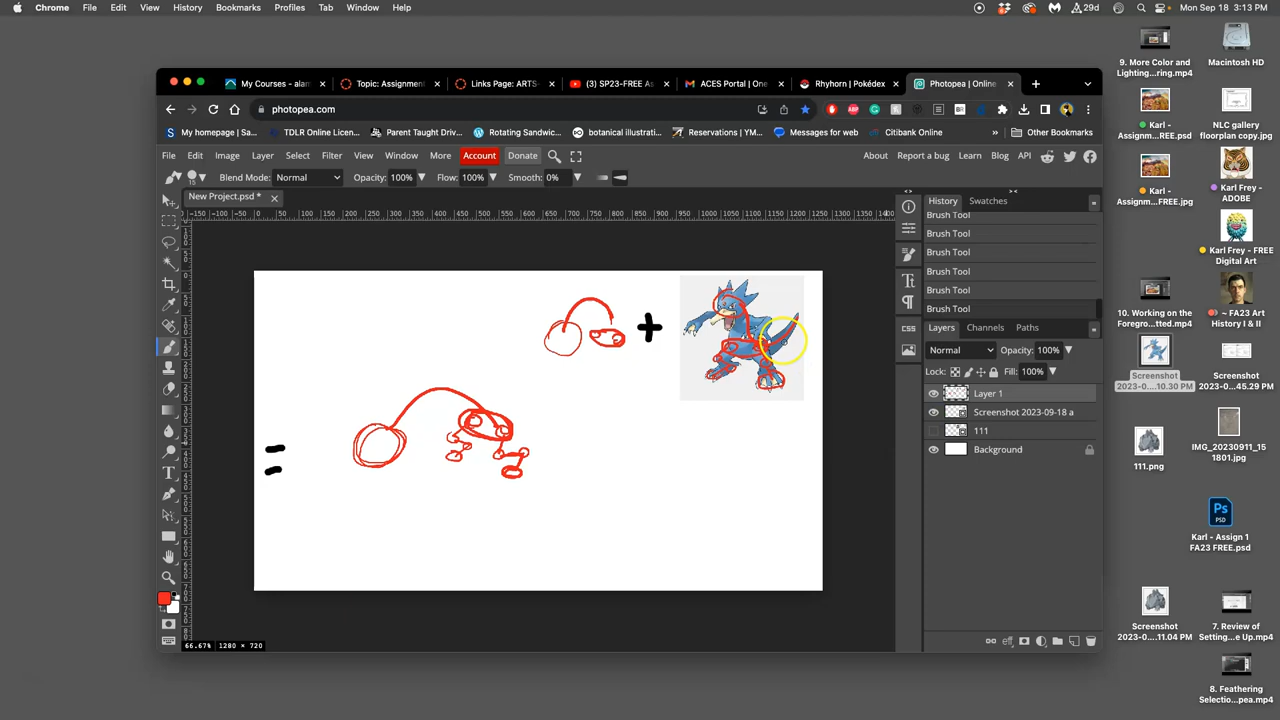 Chrome File Edit View History Bookmarks Profiles Tab Window Help
29d Mon Sep 18 3:13 PM
My Courses - alam
Topic: Assignment
Links Page: ARTS-
(3) SP23-FREE As
ACES Portal | One
Rhyhorn | Pokédex
Photopea | Online
photopea.com
My homepage | Sa...
TDLR Online Licen...
Parent Taught Driv...
Rotating Sandwic...
botanical illustrati...
Reservations | YM...
Messages for web
Citibank Online
» Other Bookmarks
File Edit Image Layer Select Filter View Window More Account Donate
About Report a bug Learn Blog API
Blend Mode: Normal Opacity: 100% Flow: 100% Smooth: 0%
15
New Project.psd *
History Swatches
Brush Tool
Brush Tool
Brush Tool
Brush Tool
Brush Tool
Brush Tool
Layers Channels Paths
Normal Opacity: 100%
Lock: Fill: 100%
Layer 1
Screenshot 2023-09-18 a
111
Background
CSS
+
=
66.67% 1280 × 720
9. More Color and
Lighting...ring.mp4
Macintosh HD
Karl -
Assignm...REE.psd
NLC gallery
floorplan copy.jpg
Karl -
Assignm...FREE.jpg
Karl Frey -
ADOBE
Karl Frey - FREE
Digital Art
10. Working on the
Foregro...tted.mp4
~ FA23 Art
History I & II
Screenshot
2023-0...10.30 PM
Screenshot
2023-0...45.29 PM
111.png
IMG_20230911_15
1801.jpg
Karl - Assign 1
FA23 FREE.psd
Screenshot
2023-0...11.04 PM
7. Review of
Setting...e Up.mp4
8. Feathering
Selectio...pea.mp4